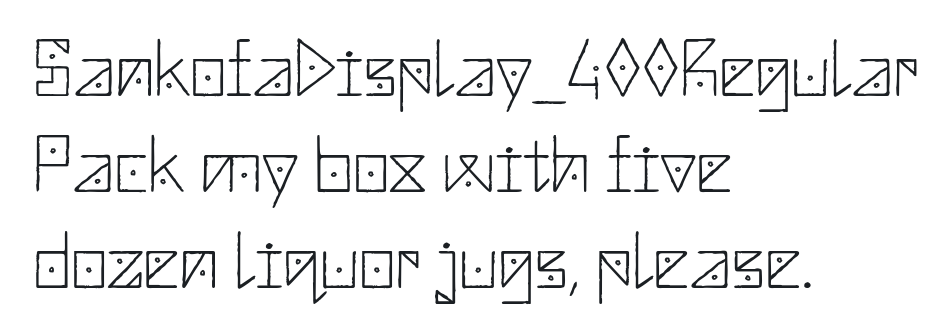 SankofaDisplay_400Regular
Pack my box with five
dozen liquor jugs, please.